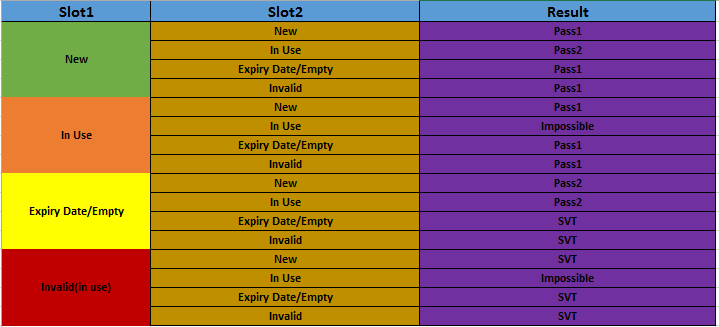 Slot1 Slot2 Result
New
New Pass1
In Use Pass2
Expiry Date/Empty Pass1
Invalid Pass1
In Use
New Pass1
In Use Impossible
Expiry Date/Empty Pass1
Invalid Pass1
Expiry Date/Empty
New Pass2
In Use Pass2
Expiry Date/Empty SVT
Invalid SVT
Invalid(in use)
New SVT
In Use Impossible
Expiry Date/Empty SVT
Invalid SVT